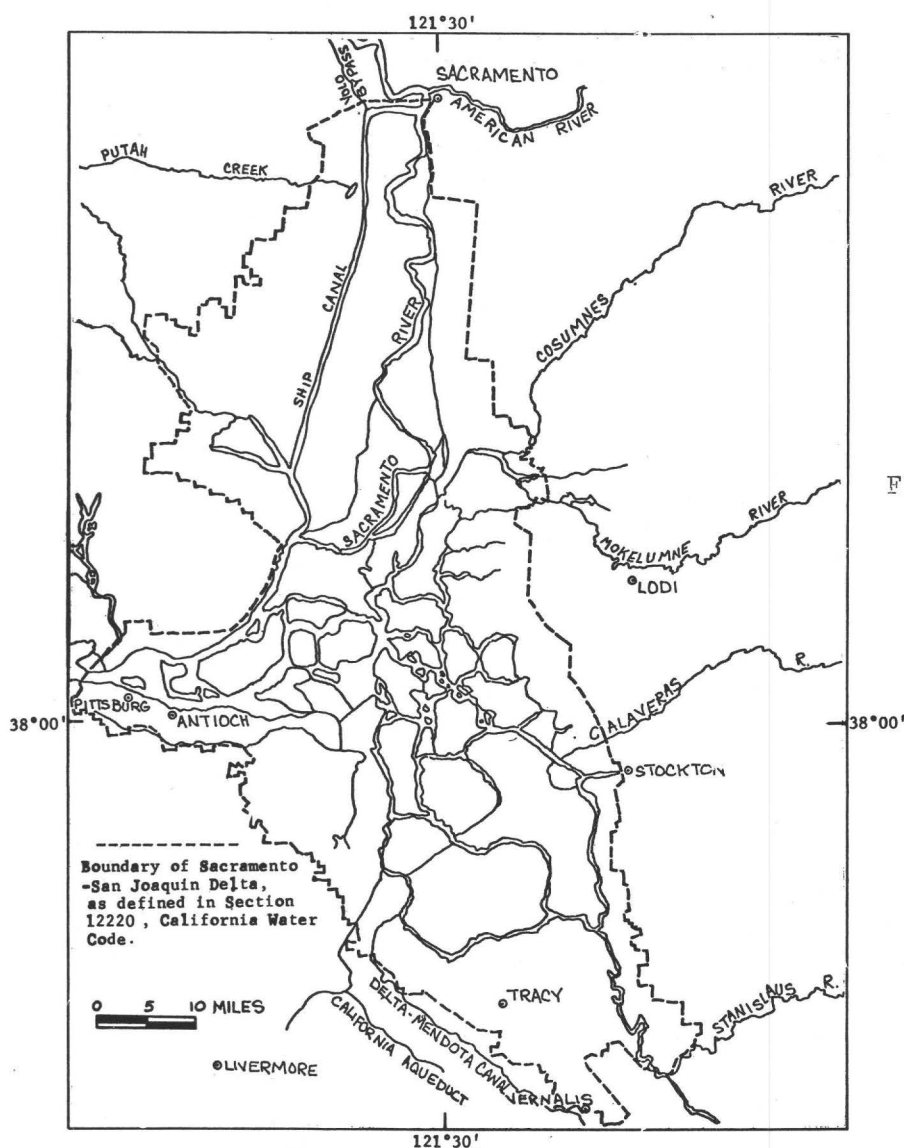 121°30'
YOLO
BYPASS
SACRAMENTO
AMERICAN RIVER
PUTAH
CREEK
RIVER
COSUMNES
SHIP
CANAL
RIVER
SACRAMENTO
F
MOKELUMNE
RIVER
LODI
CALAVERAS
R.
38°00'
PITTSBURG
ANTIOCH
38°00'
STOCKTON
Boundary of Sacramento
-San Joaquin Delta,
as defined in Section
12220, California Water
Code.
0 5 10 MILES
TRACY
DELTA-MENDOTA CANAL
CALIFORNIA AQUEDUCT
STANISLAUS
R.
LIVERMORE
VERNALIS
121°30'